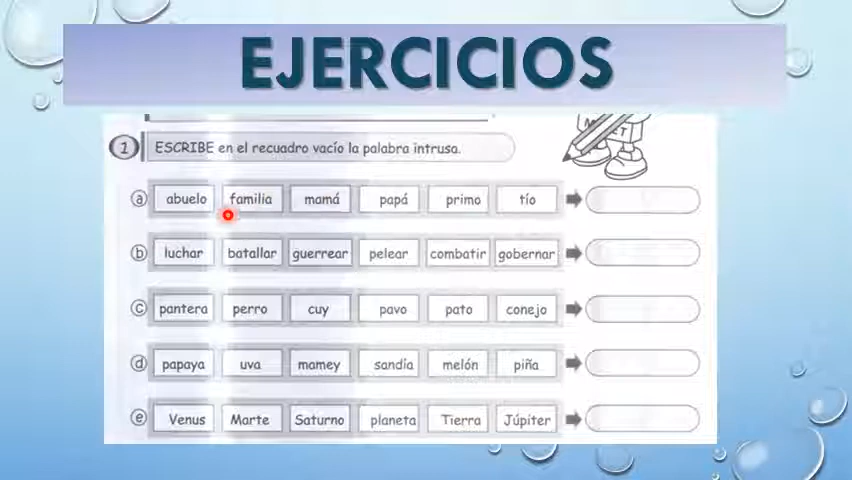 EJERCICIOS
1 ESCRIBE en el recuadro vacío la palabra intrusa.
a abuelo familia mamá papá primo tío
b luchar batallar guerrear pelear combatir gobernar
c pantera perro cuy pavo pato conejo
d papaya uva mamey sandía melón piña
e Venus Marte Saturno planeta Tierra Júpiter